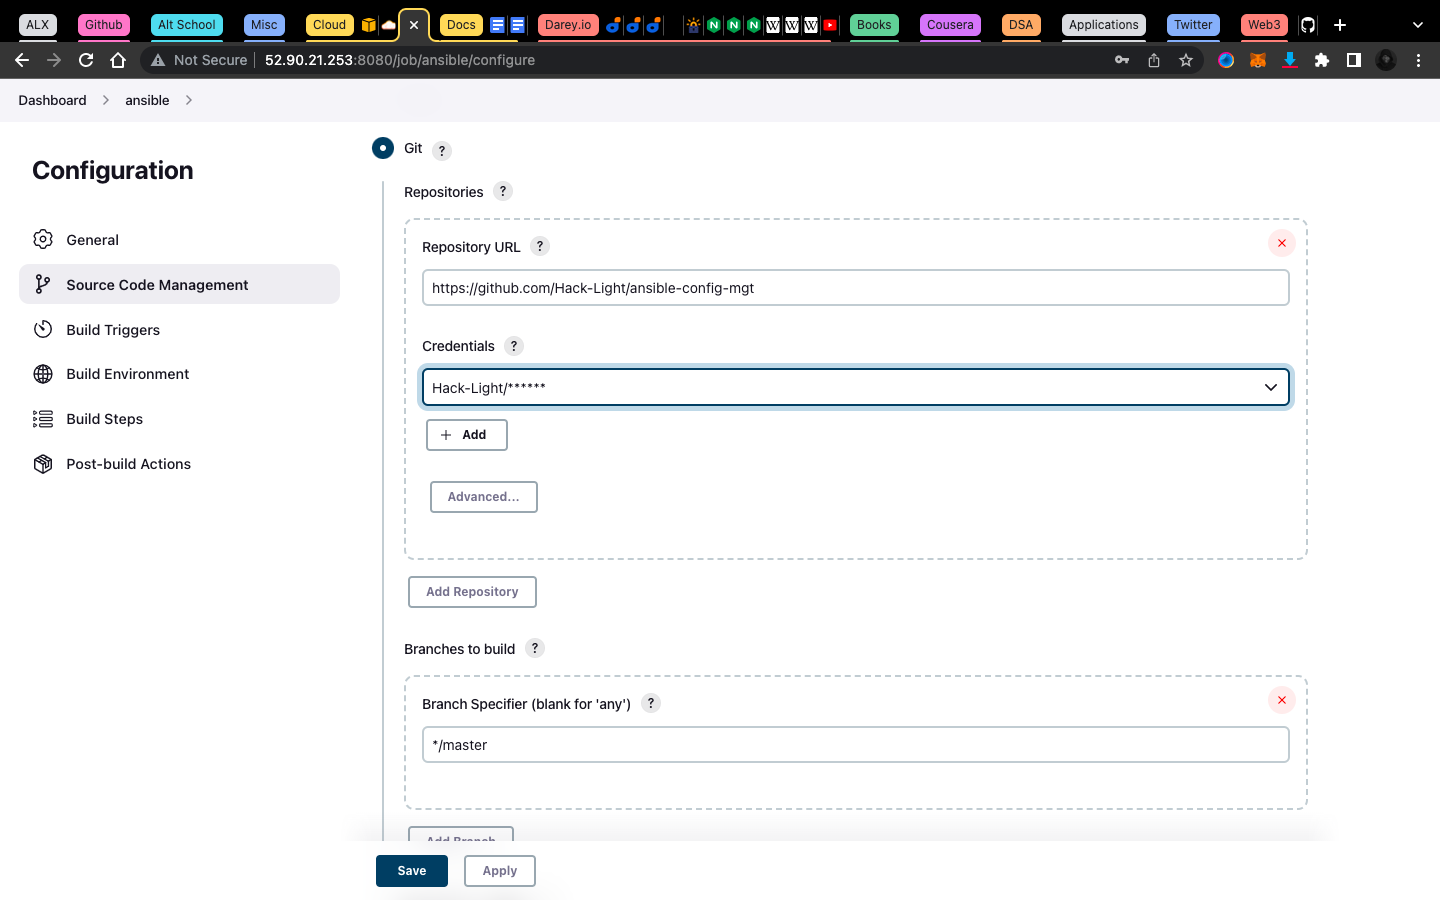 ALX Github Alt School Misc Cloud Docs Darey.io Books Cousera DSA Applications Twitter Web3
Not Secure 52.90.21.253:8080/job/ansible/configure
Dashboard ansible
Configuration
General
Source Code Management
Build Triggers
Build Environment
Build Steps
Post-build Actions
Git ?
Repositories ?
Repository URL ?
https://github.com/Hack-Light/ansible-config-mgt
Credentials ?
Hack-Light/******
+ Add
Advanced...
Add Repository
Branches to build ?
Branch Specifier (blank for 'any') ?
*/master
Add Branch
Save Apply